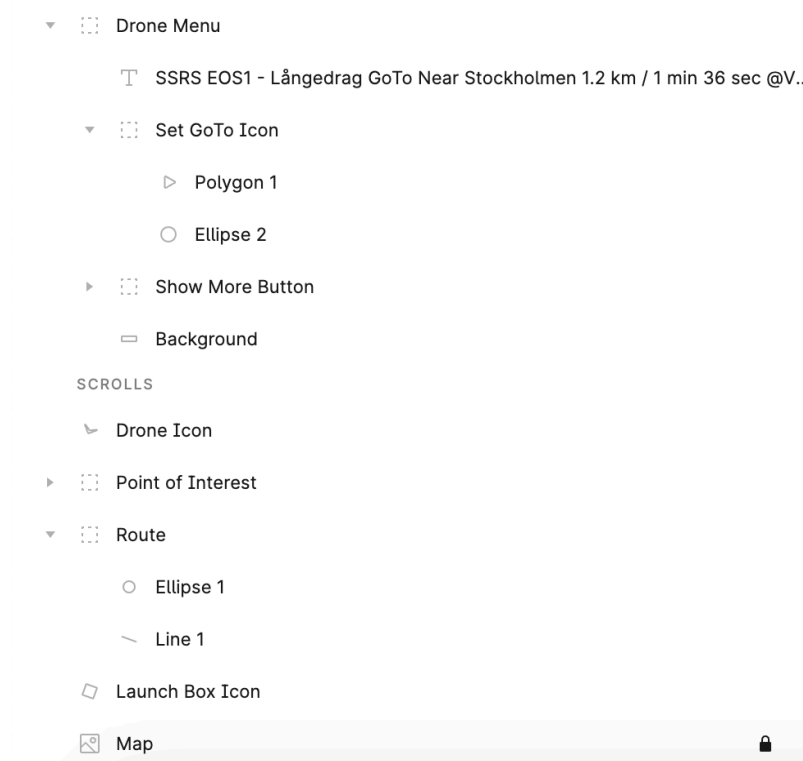 Drone Menu
SSRS EOS1 - Långedrag GoTo Near Stockholmen 1.2 km / 1 min 36 sec @V...
Set GoTo Icon
Polygon 1
Ellipse 2
Show More Button
Background
SCROLLS
Drone Icon
Point of Interest
Route
Ellipse 1
Line 1
Launch Box Icon
Map